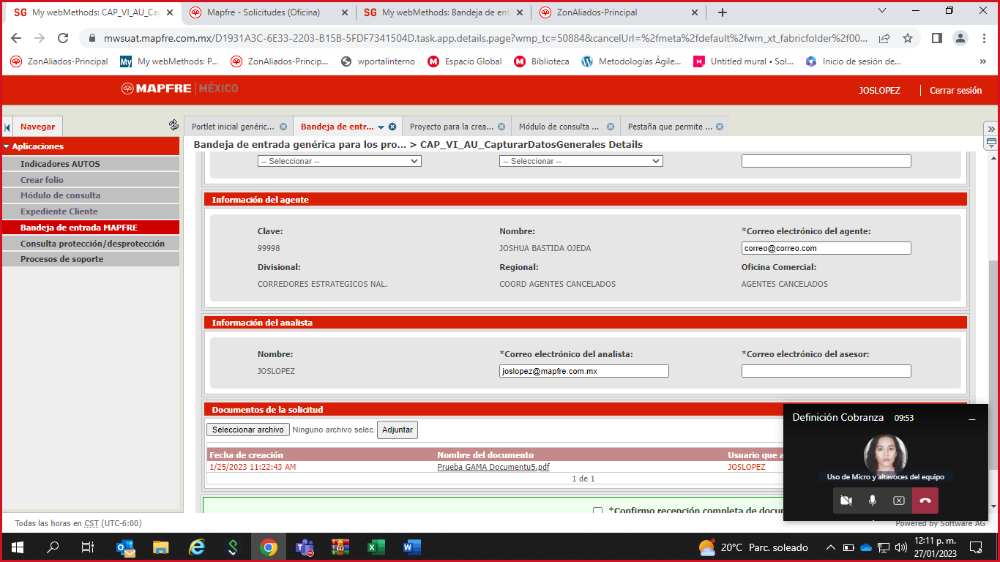 My webMethods: CAP_VI_AU_Ca
Mapfre - Solicitudes (Oficina)
My webMethods: Bandeja de ent
ZonAliados-Principal
mwsuat.mapfre.com.mx/D1931A3C-6E33-2203-B15B-5FDF7341504D.task.app.details.page?wmp_tc=50884&cancelUrl=%2fmeta%2fdefault%2fwm_xt_fabricfolder%2f00...
ZonAliados-Principal
My webMethods: P...
ZonAliados-Princip...
wportalinterno
Espacio Global
Biblioteca
Metodologías Ágile...
Untitled mural • Sol...
Inicio de sesión de...
MAPFRE | MÉXICO
JOSLOPEZ
Cerrar sesión
Navegar
Portlet inicial genéric...
Bandeja de entr...
Proyecto para la crea...
Módulo de consulta ...
Pestaña que permite ...
Aplicaciones
Indicadores AUTOS
Crear folio
Módulo de consulta
Expediente Cliente
Bandeja de entrada MAPFRE
Consulta protección/desprotección
Procesos de soporte
Bandeja de entrada genérica para los pro... > CAP_VI_AU_CapturarDatosGenerales Details
-- Seleccionar --
-- Seleccionar --
Información del agente
Clave:
Nombre:
*Correo electrónico del agente:
99998
JOSHUA BASTIDA OJEDA
correo@correo.com
Divisional:
Regional:
Oficina Comercial:
CORREDORES ESTRATEGICOS NAL.
COORD AGENTES CANCELADOS
AGENTES CANCELADOS
Información del analista
Nombre:
*Correo electrónico del analista:
*Correo electrónico del asesor:
JOSLOPEZ
joslopez@mapfre.com.mx
Documentos de la solicitud
Seleccionar archivo
Ninguno archivo selec.
Adjuntar
Fecha de creación
Nombre del documento
Usuario que a
1/25/2023 11:22:43 AM
Prueba GAMA Documentu5.pdf
JOSLOPEZ
1 de 1
*Confirmo recepción completa de docu
Definición Cobranza
09:53
Uso de Micro y altavoces del equipo
Todas las horas en CST (UTC-6:00)
Powered by Software AG
20°C Parc. soleado
12:11 p. m.
27/01/2023